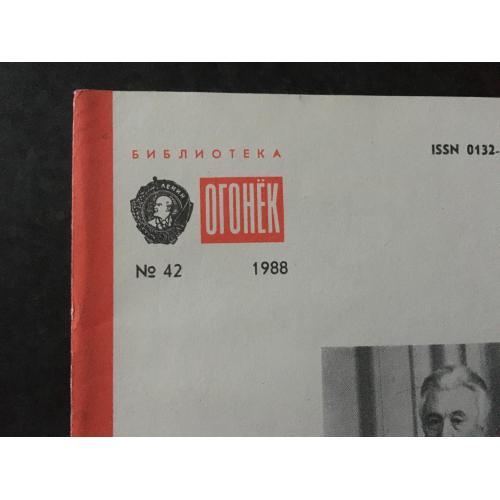 БИБЛИОТЕКА
ISSN 0132-
ЛЕНИН
ОГОНЁК
№ 42 1988